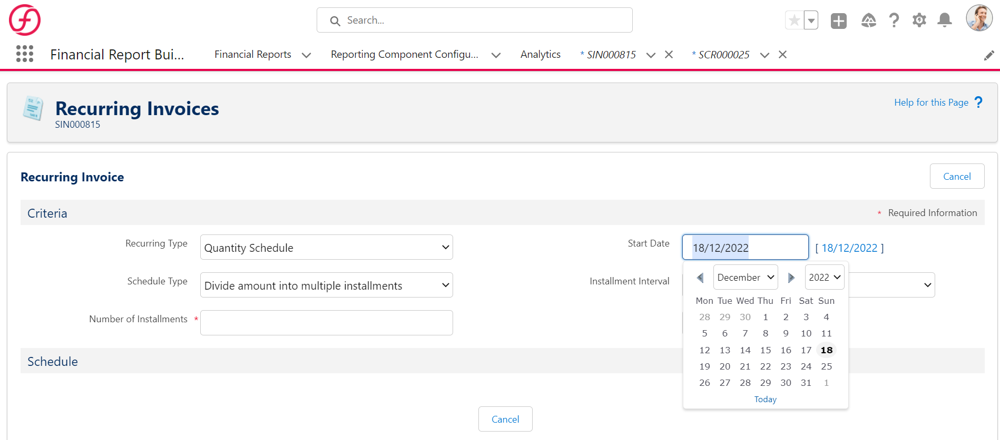 Search...
Financial Report Bui...
Financial Reports
Reporting Component Configu...
Analytics
* SIN000815
* SCR000025
Recurring Invoices
SIN000815
Help for this Page ?
Recurring Invoice
Cancel
Criteria
* Required Information
Recurring Type
Quantity Schedule
Start Date
18/12/2022
[ 18/12/2022 ]
Schedule Type
Divide amount into multiple installments
Installment Interval
Number of Installments *
December
2022
Mon Tue Wed Thu Fri Sat Sun
28 29 30 1 2 3 4
5 6 7 8 9 10 11
12 13 14 15 16 17 18
19 20 21 22 23 24 25
26 27 28 29 30 31 1
Today
Schedule
Cancel